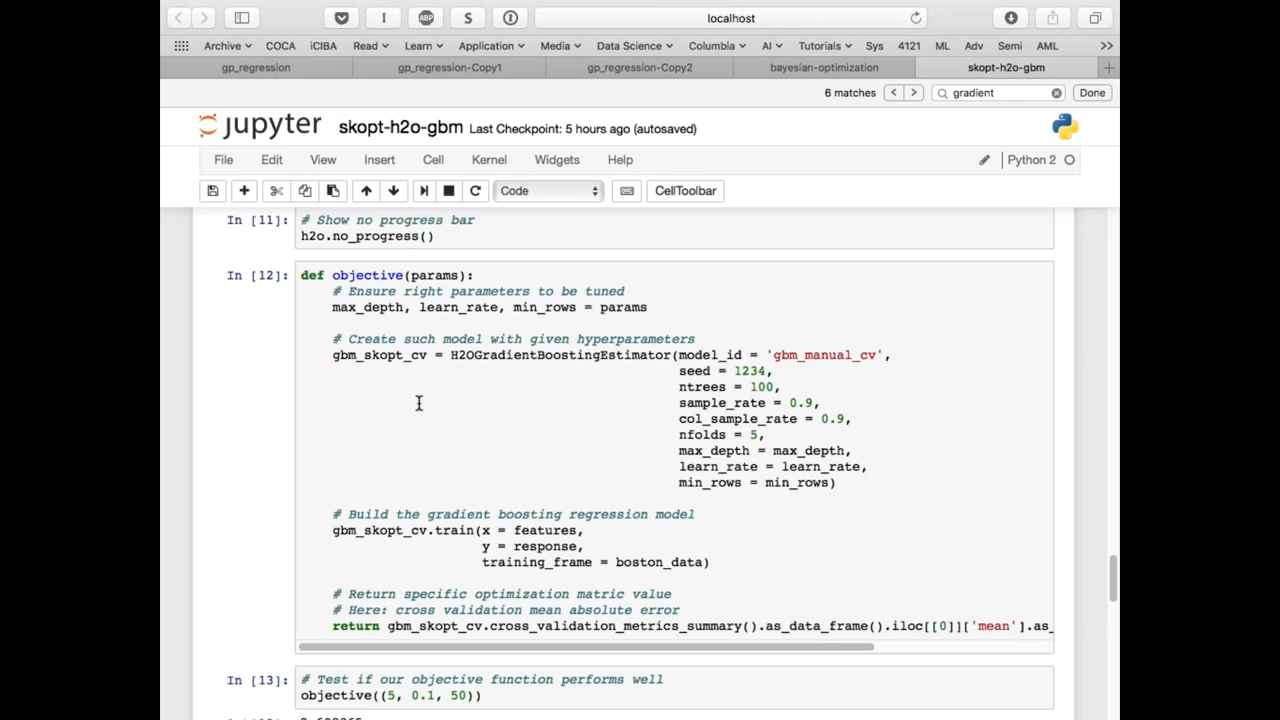 localhost
Archive COCA iCIBA Read Learn Application Media Data Science Columbia AI Tutorials Sys 4121 ML Adv Semi AML >>
gp_regression gp_regression-Copy1 gp_regression-Copy2 bayesian-optimization skopt-h2o-gbm +
6 matches < > gradient Done
jupyter skopt-h2o-gbm Last Checkpoint: 5 hours ago (autosaved)
File Edit View Insert Cell Kernel Widgets Help Python 2
Code CellToolbar
In [11]: # Show no progress bar
h2o.no_progress()
In [12]: def objective(params):
# Ensure right parameters to be tuned
max_depth, learn_rate, min_rows = params
# Create such model with given hyperparameters
gbm_skopt_cv = H2OGradientBoostingEstimator(model_id = 'gbm_manual_cv',
seed = 1234,
ntrees = 100,
sample_rate = 0.9,
col_sample_rate = 0.9,
nfolds = 5,
max_depth = max_depth,
learn_rate = learn_rate,
min_rows = min_rows)
# Build the gradient boosting regression model
gbm_skopt_cv.train(x = features,
y = response,
training_frame = boston_data)
# Return specific optimization matric value
# Here: cross validation mean absolute error
return gbm_skopt_cv.cross_validation_metrics_summary().as_data_frame().iloc[[0]]['mean'].as_
In [13]: # Test if our objective function performs well
objective((5, 0.1, 50))